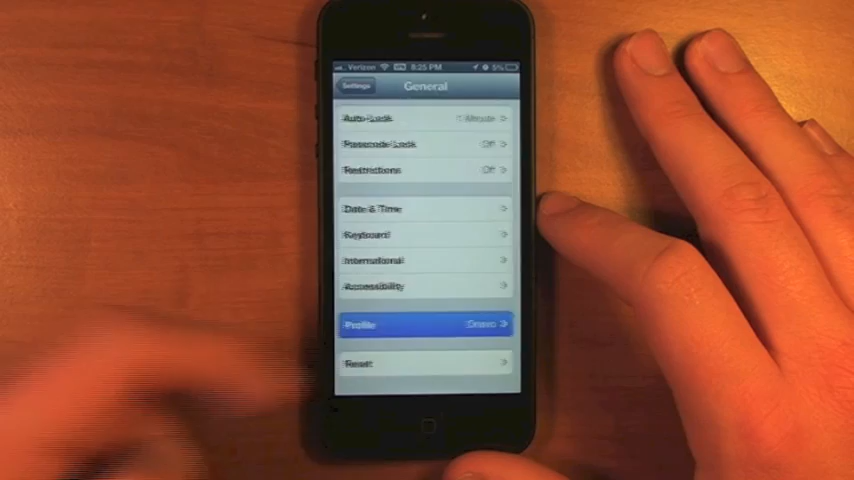 Verizon 8:25 PM 5%
Settings General
Auto-Lock 1 Minute
Passcode Lock Off
Restrictions Off
Date & Time
Keyboard
International
Accessibility
Profile
Reset